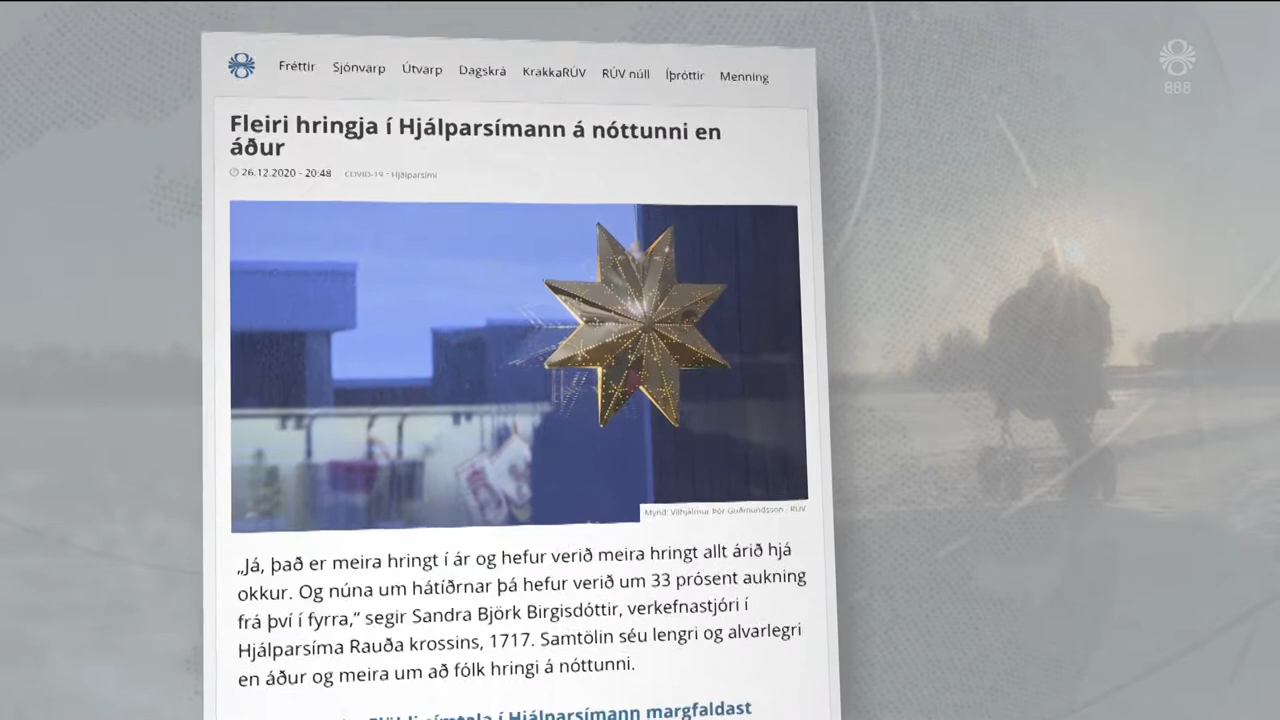 Fréttir Sjónvarp Útvarp Dagskrá KrakkaRÚV RÚV núll Íþróttir Menning
888
Fleiri hringja í Hjálparsímann á nóttunni en
áður
26.12.2020 - 20:48 COVID-19 · Hjálparsími
Mynd: Vilhjálmur Þór Guðmundsson - RÚV
„Já, það er meira hringt í ár og hefur verið meira hringt allt árið hjá
okkur. Og núna um hátíðrnar þá hefur verið um 33 prósent aukning
frá því í fyrra,“ segir Sandra Björk Birgisdóttir, verkefnastjóri í
Hjálparsíma Rauða krossins, 1717. Samtölin séu lengri og alvarlegri
en áður og meira um að fólk hringi á nóttunni.
í Hjálparsímann margfaldast